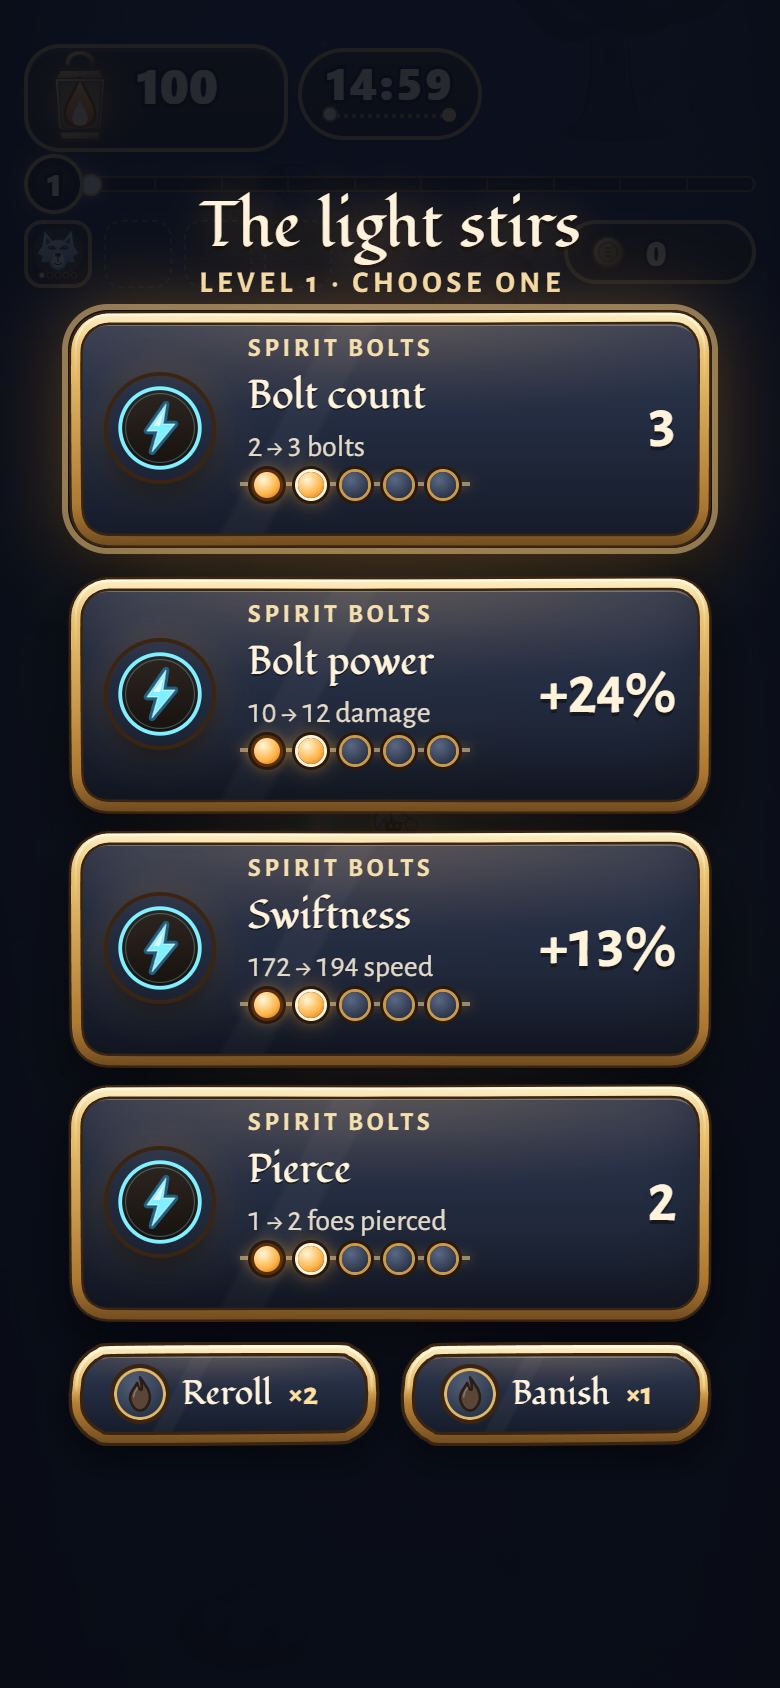 100
14:59
1
The light stirs
0
LEVEL 1 · CHOOSE ONE
SPIRIT BOLTS
Bolt count
2 → 3 bolts
3
SPIRIT BOLTS
Bolt power
10 → 12 damage
+24%
SPIRIT BOLTS
Swiftness
172 → 194 speed
+13%
SPIRIT BOLTS
Pierce
1 → 2 foes pierced
2
Reroll ×2
Banish ×1